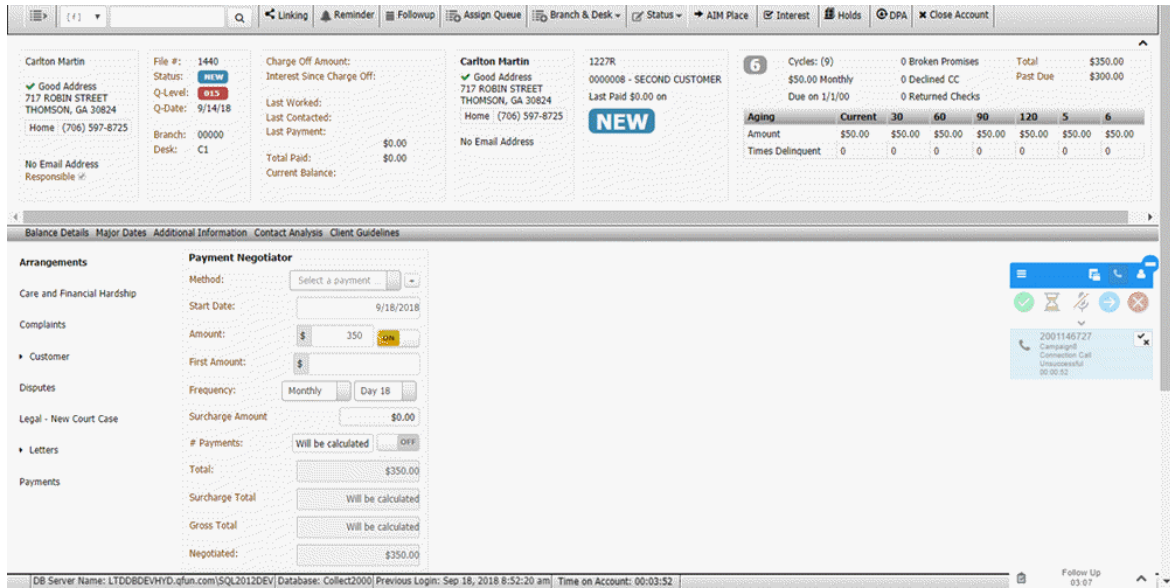 Linking Reminder Followup Assign Queue Branch & Desk Status AIM Place Interest Holds DPA Close Account
Carlton Martin
Good Address
717 ROBIN STREET
THOMSON, GA 30824
Home (706) 597-8725
No Email Address
Responsible
File #: 1440
Status: NEW
Q-Level: 015
Q-Date: 9/14/18
Branch: 00000
Desk: C1
Charge Off Amount:
Interest Since Charge Off:
Last Worked:
Last Contacted:
Last Payment:
$0.00
Total Paid: $0.00
Current Balance:
Carlton Martin
Good Address
717 ROBIN STREET
THOMSON, GA 30824
Home (706) 597-8725
No Email Address
1227R
0000008 - SECOND CUSTOMER
Last Paid $0.00 on
NEW
6
Cycles: (9) 0 Broken Promises Total $350.00
$50.00 Monthly 0 Declined CC Past Due $300.00
Due on 1/1/00 0 Returned Checks
Aging Current 30 60 90 120 5 6
Amount $50.00 $50.00 $50.00 $50.00 $50.00 $50.00 $50.00
Times Delinquent 0 0 0 0 0 0 0
Balance Details Major Dates Additional Information Contact Analysis Client Guidelines
Arrangements
Care and Financial Hardship
Complaints
Customer
Disputes
Legal - New Court Case
Letters
Payments
Payment Negotiator
Method: Select a payment ...
Start Date: 9/18/2018
Amount: $ 350 ON
First Amount: $
Frequency: Monthly Day 18
Surcharge Amount $0.00
# Payments: Will be calculated OFF
Total: $350.00
Surcharge Total Will be calculated
Gross Total Will be calculated
Negotiated: $350.00
2001146727
Campaign8
Connection Call
Unsuccessful
00:00:52
DB Server Name: LTDDBDEVHYD.qfun.com\SQL2012DEV Database: Collect2000 Previous Login: Sep 18, 2018 8:52:20 am Time on Account: 00:03:52
Follow Up
03:07